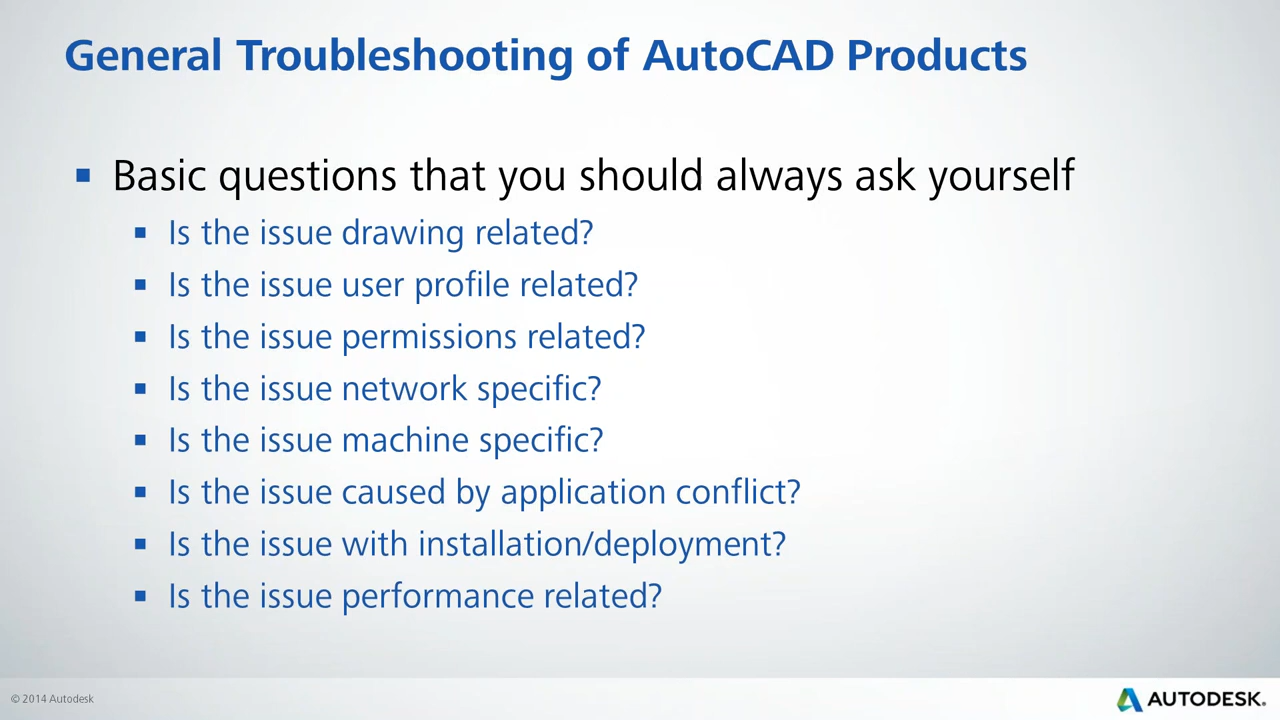 General Troubleshooting of AutoCAD Products
▪ Basic questions that you should always ask yourself
▪ Is the issue drawing related?
▪ Is the issue user profile related?
▪ Is the issue permissions related?
▪ Is the issue network specific?
▪ Is the issue machine specific?
▪ Is the issue caused by application conflict?
▪ Is the issue with installation/deployment?
▪ Is the issue performance related?
© 2014 Autodesk
AUTODESK.